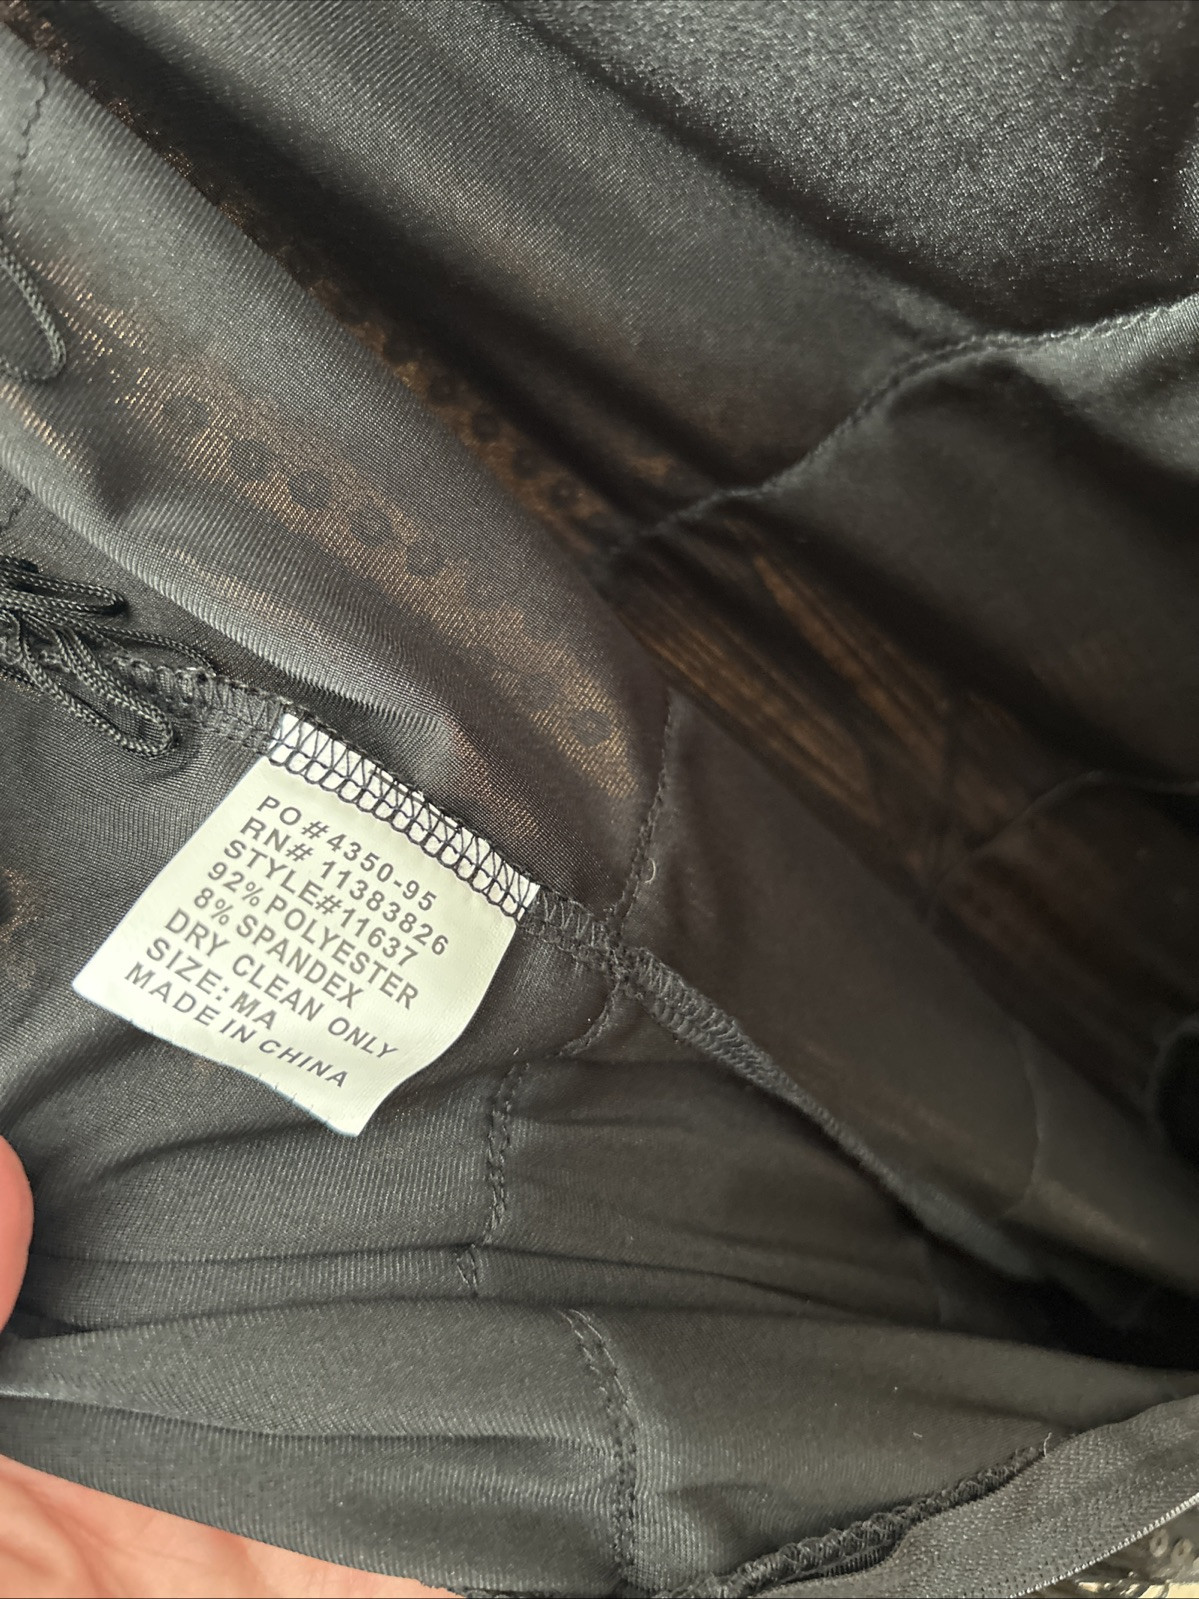 PO#4350-95
RN# 11383826
STYLE#11637
92%POLYESTER
8% SPANDEX
DRY CLEAN ONLY
SIZE: MA
MADE IN CHINA